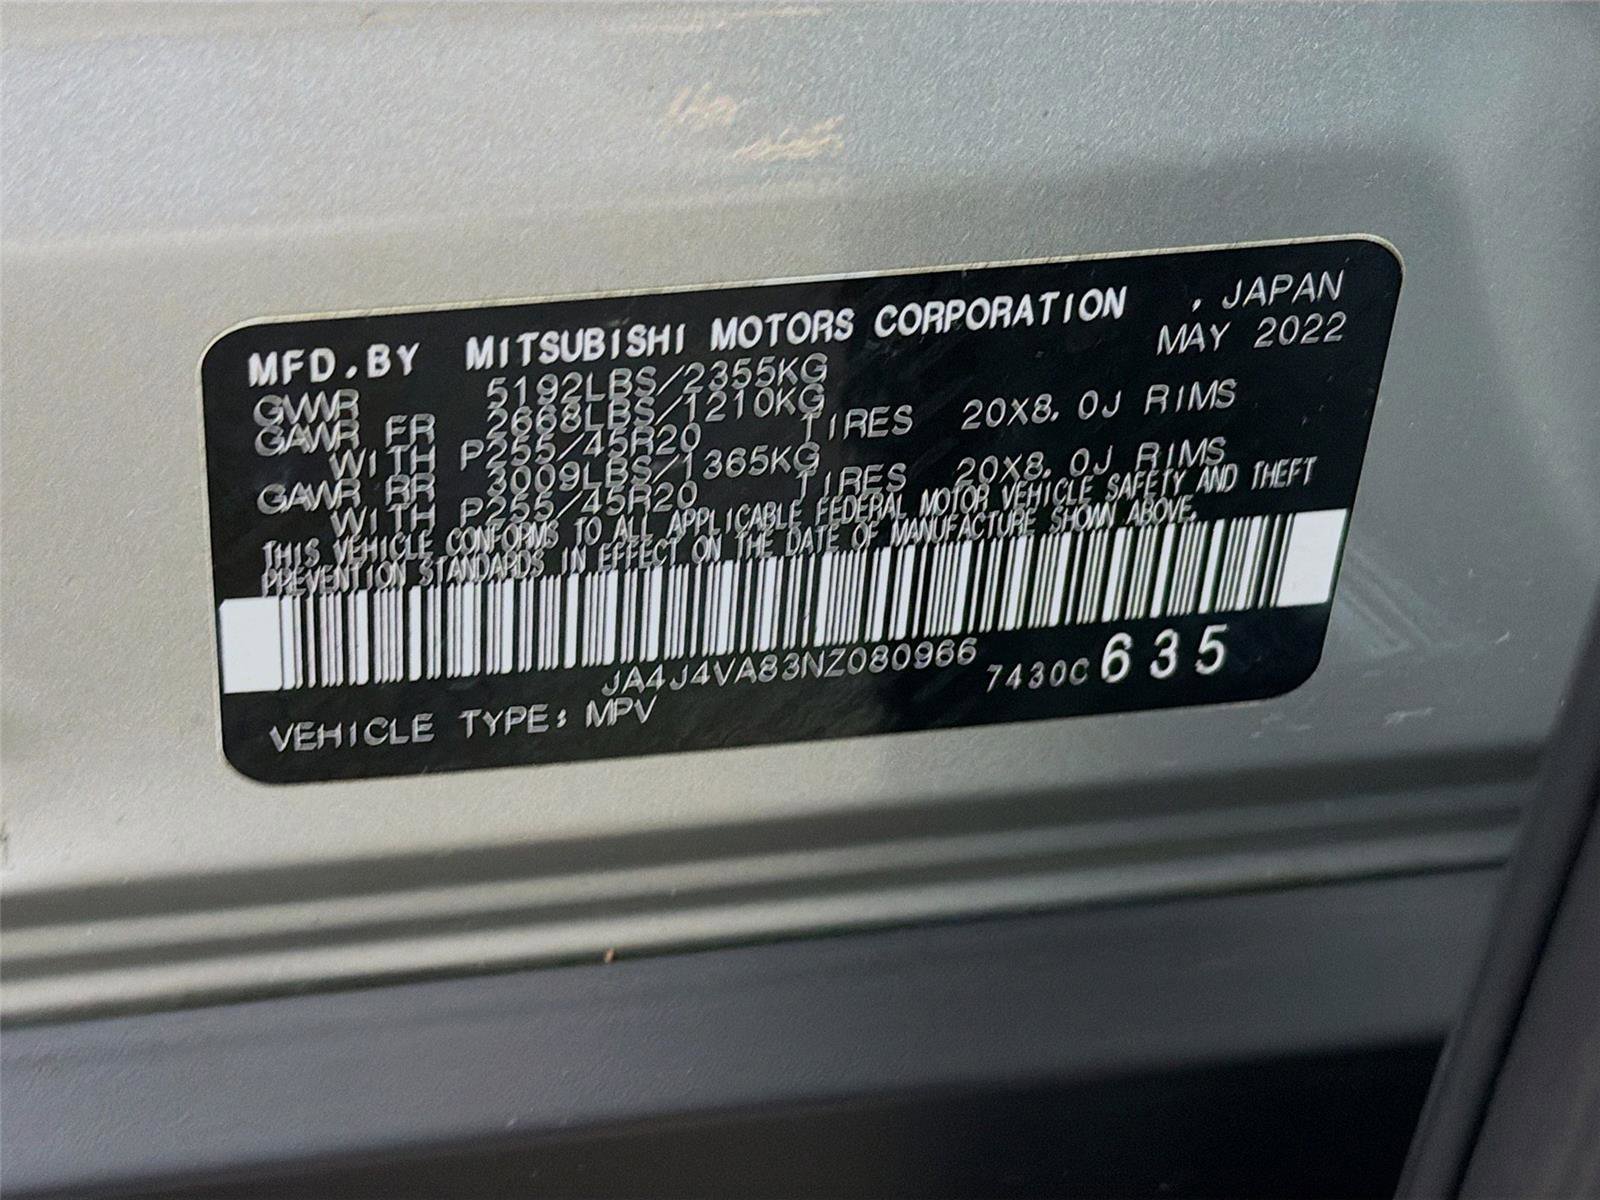 MFD.BY MITSUBISHI MOTORS CORPORATION , JAPAN
GVWR 5192LBS/2355KG MAY 2022
GAWR FR 2668LBS/1210KG
WITH P255/45R20 TIRES 20X8.0J RIMS
GAWR RR 3009LBS/1365KG
WITH P255/45R20 TIRES 20X8.0J RIMS
THIS VEHICLE CONFORMS TO ALL APPLICABLE FEDERAL MOTOR VEHICLE SAFETY AND THEFT
PREVENTION STANDARDS IN EFFECT ON THE DATE OF MANUFACTURE SHOWN ABOVE.
JA4J4VA83NZ080966 7430C 635
VEHICLE TYPE: MPV